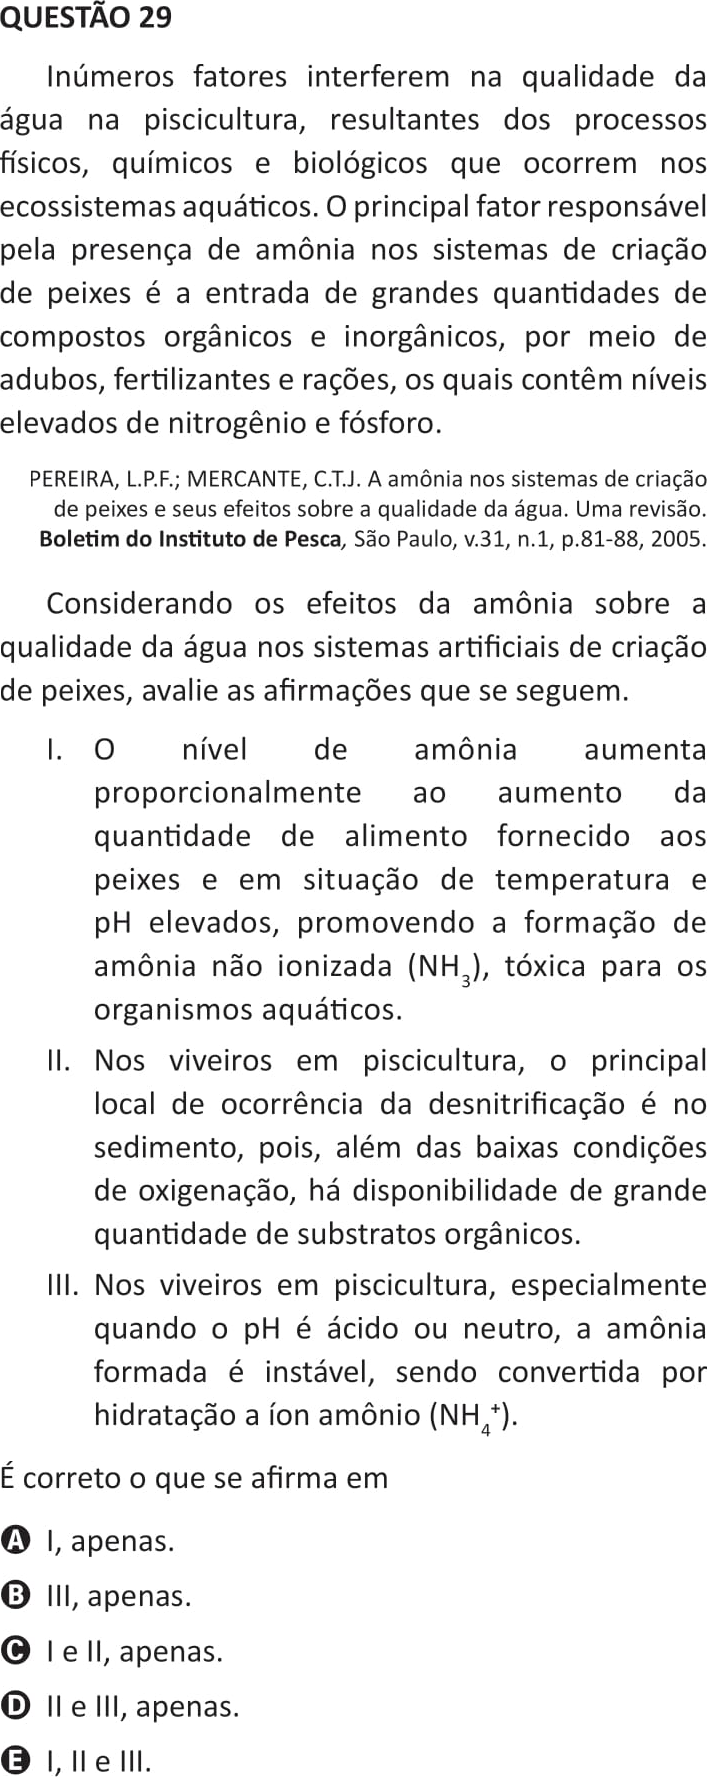 QUESTÃO 29
Inúmeros fatores interferem na qualidade da
água na piscicultura, resultantes dos processos
físicos, químicos e biológicos que ocorrem nos
ecossistemas aquáticos. O principal fator responsável
pela presença de amônia nos sistemas de criação
de peixes é a entrada de grandes quantidades de
compostos orgânicos e inorgânicos, por meio de
adubos, fertilizantes e rações, os quais contêm níveis
elevados de nitrogênio e fósforo.
PEREIRA, L.P.F.; MERCANTE, C.T.J. A amônia nos sistemas de criação
de peixes e seus efeitos sobre a qualidade da água. Uma revisão.
Boletim do Instituto de Pesca, São Paulo, v.31, n.1, p.81-88, 2005.
Considerando os efeitos da amônia sobre a
qualidade da água nos sistemas artificiais de criação
de peixes, avalie as afirmações que se seguem.
I. O nível de amônia aumenta
proporcionalmente ao aumento da
quantidade de alimento fornecido aos
peixes e em situação de temperatura e
pH elevados, promovendo a formação de
amônia não ionizada (NH₃), tóxica para os
organismos aquáticos.
II. Nos viveiros em piscicultura, o principal
local de ocorrência da desnitrificação é no
sedimento, pois, além das baixas condições
de oxigenação, há disponibilidade de grande
quantidade de substratos orgânicos.
III. Nos viveiros em piscicultura, especialmente
quando o pH é ácido ou neutro, a amônia
formada é instável, sendo convertida por
hidratação a íon amônio (NH₄⁺).
É correto o que se afirma em
A I, apenas.
B III, apenas.
C I e II, apenas.
D II e III, apenas.
E I, II e III.